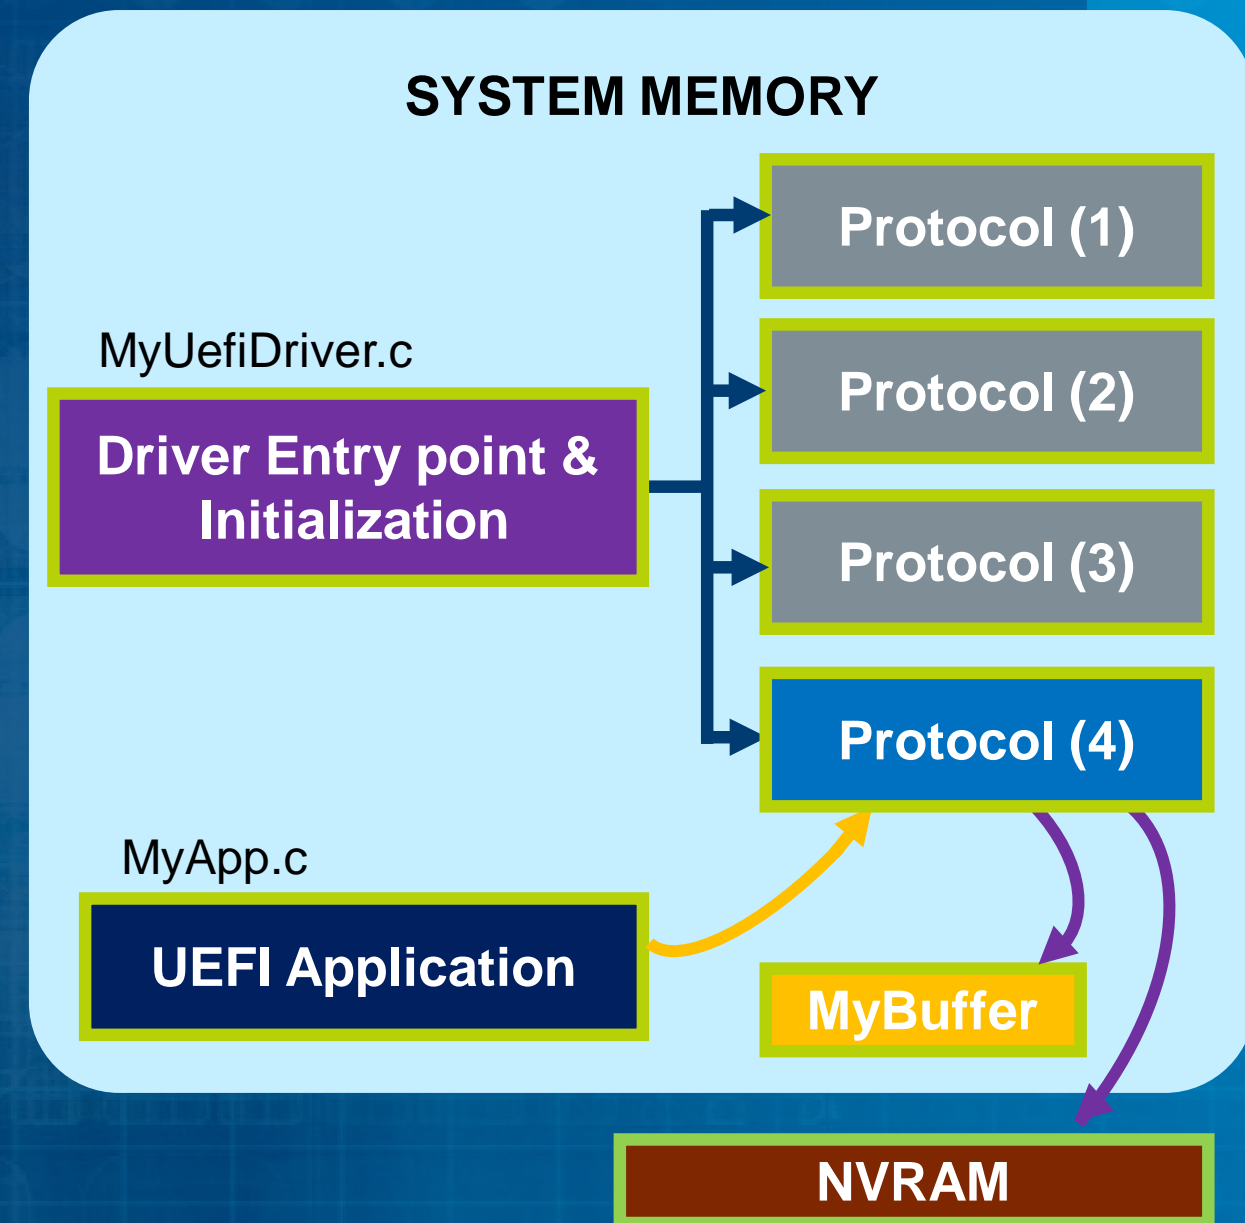 SYSTEM MEMORY
Protocol (1)
MyUefiDriver.c
Protocol (2)
Driver Entry point &
Initialization
Protocol (3)
Protocol (4)
MyApp.c
UEFI Application
MyBuffer
NVRAM